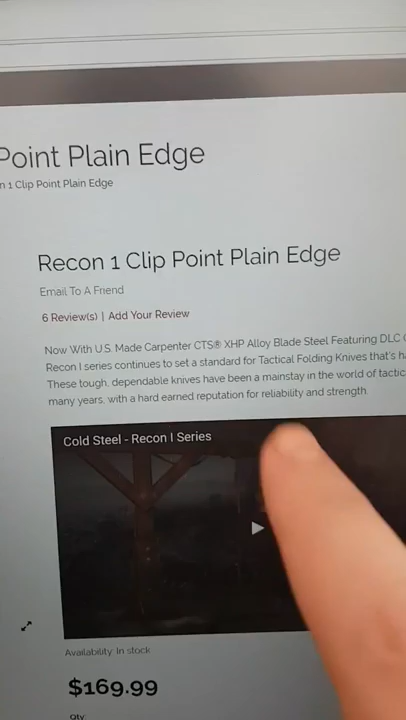 Point Plain Edge
1 Clip Point Plain Edge
Recon 1 Clip Point Plain Edge
Email To A Friend
6 Review(s) | Add Your Review
Now With U.S. Made Carpenter CTS® XHP Alloy Blade Steel Featuring DLC
Recon 1 series continues to set a standard for Tactical Folding Knives that's
These tough, dependable knives have been a mainstay in the world of
many years, with a hard earned reputation for reliability and strength.
Cold Steel - Recon 1 Series
Availability: In stock
$169.99
Qty